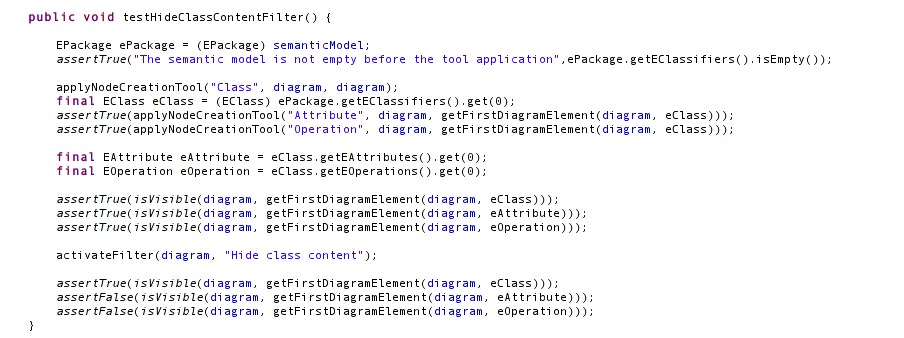 public void testHideClassContentFilter() {
EPackage ePackage = (EPackage) semanticModel;
assertTrue("The semantic model is not empty before the tool application",ePackage.getEClassifiers().isEmpty());
applyNodeCreationTool("Class", diagram, diagram);
final EClass eClass = (EClass) ePackage.getEClassifiers().get(0);
assertTrue(applyNodeCreationTool("Attribute", diagram, getFirstDiagramElement(diagram, eClass)));
assertTrue(applyNodeCreationTool("Operation", diagram, getFirstDiagramElement(diagram, eClass)));
final EAttribute eAttribute = eClass.getEAttributes().get(0);
final EOperation eOperation = eClass.getEOperations().get(0);
assertTrue(isVisible(diagram, getFirstDiagramElement(diagram, eClass)));
assertTrue(isVisible(diagram, getFirstDiagramElement(diagram, eAttribute)));
assertTrue(isVisible(diagram, getFirstDiagramElement(diagram, eOperation)));
activateFilter(diagram, "Hide class content");
assertTrue(isVisible(diagram, getFirstDiagramElement(diagram, eClass)));
assertFalse(isVisible(diagram, getFirstDiagramElement(diagram, eAttribute)));
assertFalse(isVisible(diagram, getFirstDiagramElement(diagram, eOperation)));
}